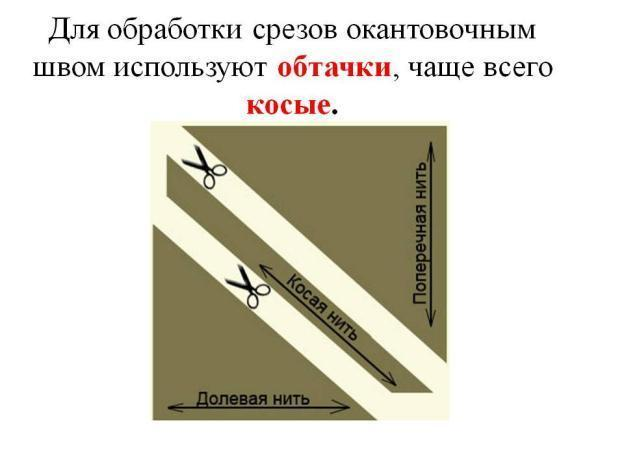 Для обработки срезов окантовочным
швом используют обтачки, чаще всего
косые.
Поперечная нить
Косая нить
Долевая нить